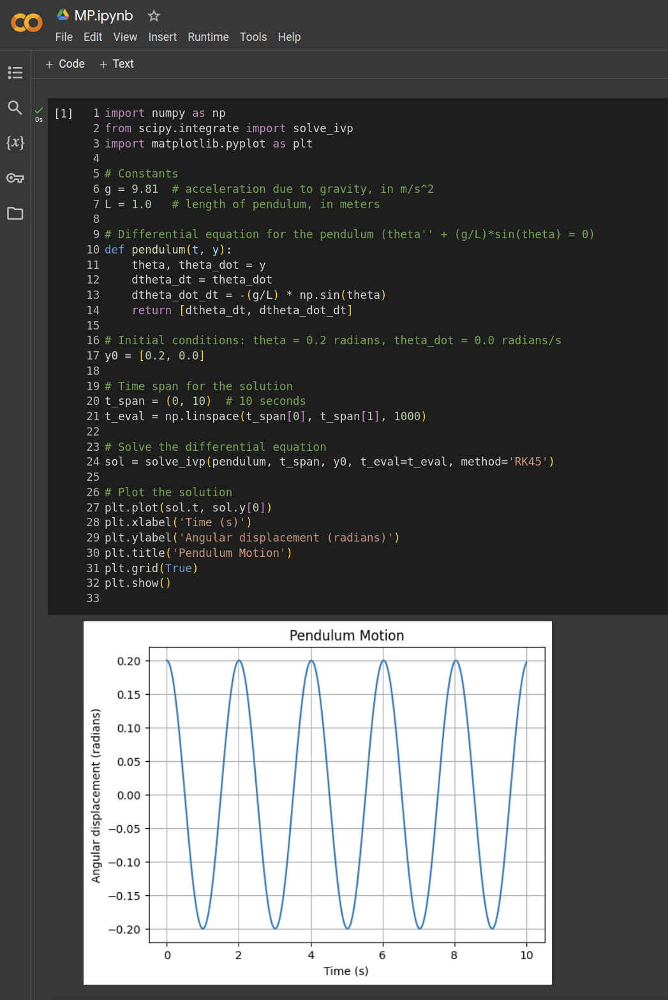 MP.ipynb
File Edit View Insert Runtime Tools Help
+ Code + Text
[1]
0s
1 import numpy as np
2 from scipy.integrate import solve_ivp
3 import matplotlib.pyplot as plt
4
5 # Constants
6 g = 9.81  # acceleration due to gravity, in m/s^2
7 L = 1.0   # length of pendulum, in meters
8
9 # Differential equation for the pendulum (theta'' + (g/L)*sin(theta) = 0)
10 def pendulum(t, y):
11     theta, theta_dot = y
12     dtheta_dt = theta_dot
13     dtheta_dot_dt = -(g/L) * np.sin(theta)
14     return [dtheta_dt, dtheta_dot_dt]
15
16 # Initial conditions: theta = 0.2 radians, theta_dot = 0.0 radians/s
17 y0 = [0.2, 0.0]
18
19 # Time span for the solution
20 t_span = (0, 10)  # 10 seconds
21 t_eval = np.linspace(t_span[0], t_span[1], 1000)
22
23 # Solve the differential equation
24 sol = solve_ivp(pendulum, t_span, y0, t_eval=t_eval, method='RK45')
25
26 # Plot the solution
27 plt.plot(sol.t, sol.y[0])
28 plt.xlabel('Time (s)')
29 plt.ylabel('Angular displacement (radians)')
30 plt.title('Pendulum Motion')
31 plt.grid(True)
32 plt.show()
33
{x}
Pendulum Motion
Angular displacement (radians)
0.20
0.15
0.10
0.05
0.00
−0.05
−0.10
−0.15
−0.20
0 2 4 6 8 10
Time (s)